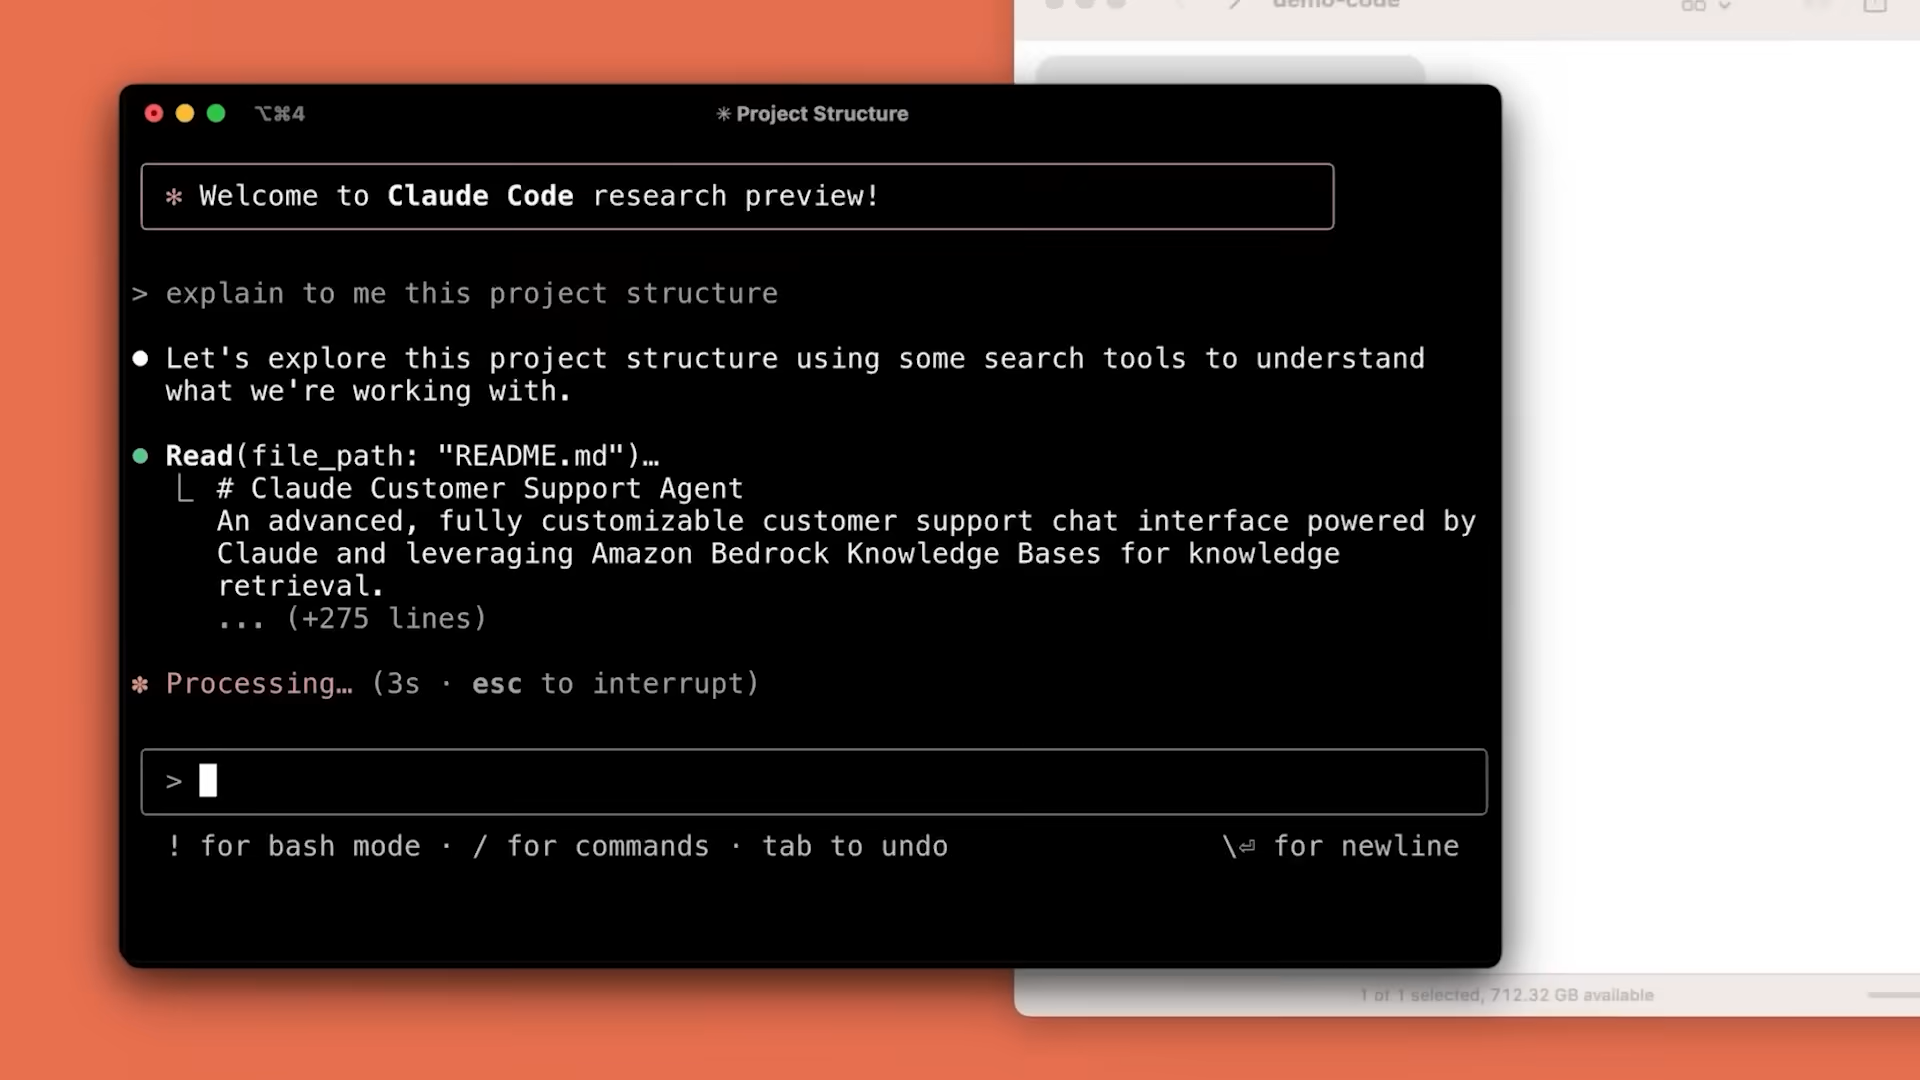 demo-code
⌥⌘4
✳ Project Structure
✻ Welcome to Claude Code research preview!
> explain to me this project structure
● Let's explore this project structure using some search tools to understand
what we're working with.
● Read(file_path: "README.md")…
⎿ # Claude Customer Support Agent
An advanced, fully customizable customer support chat interface powered by
Claude and leveraging Amazon Bedrock Knowledge Bases for knowledge
retrieval.
... (+275 lines)
✽ Processing… (3s · esc to interrupt)
>
! for bash mode · / for commands · tab to undo
\⏎ for newline
1 of 1 selected, 712.32 GB available